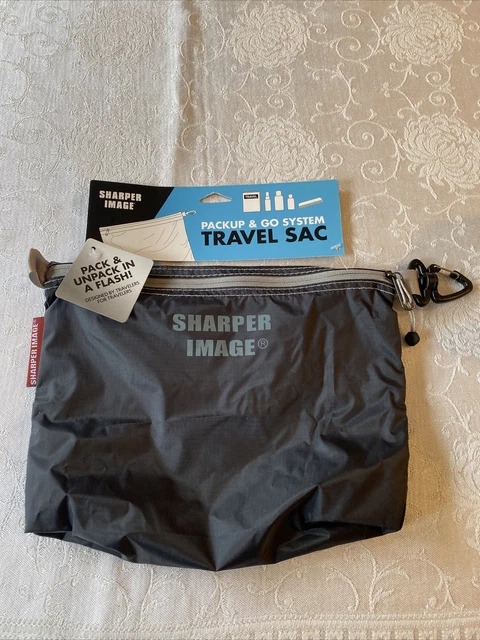 SHARPER
IMAGE
TRAVEL
PACKUP & GO SYSTEM
TRAVEL SAC
PACK &
UNPACK IN
A FLASH!
DESIGNED BY TRAVELERS
FOR TRAVELERS
SHARPER
IMAGE®
SHARPER IMAGE